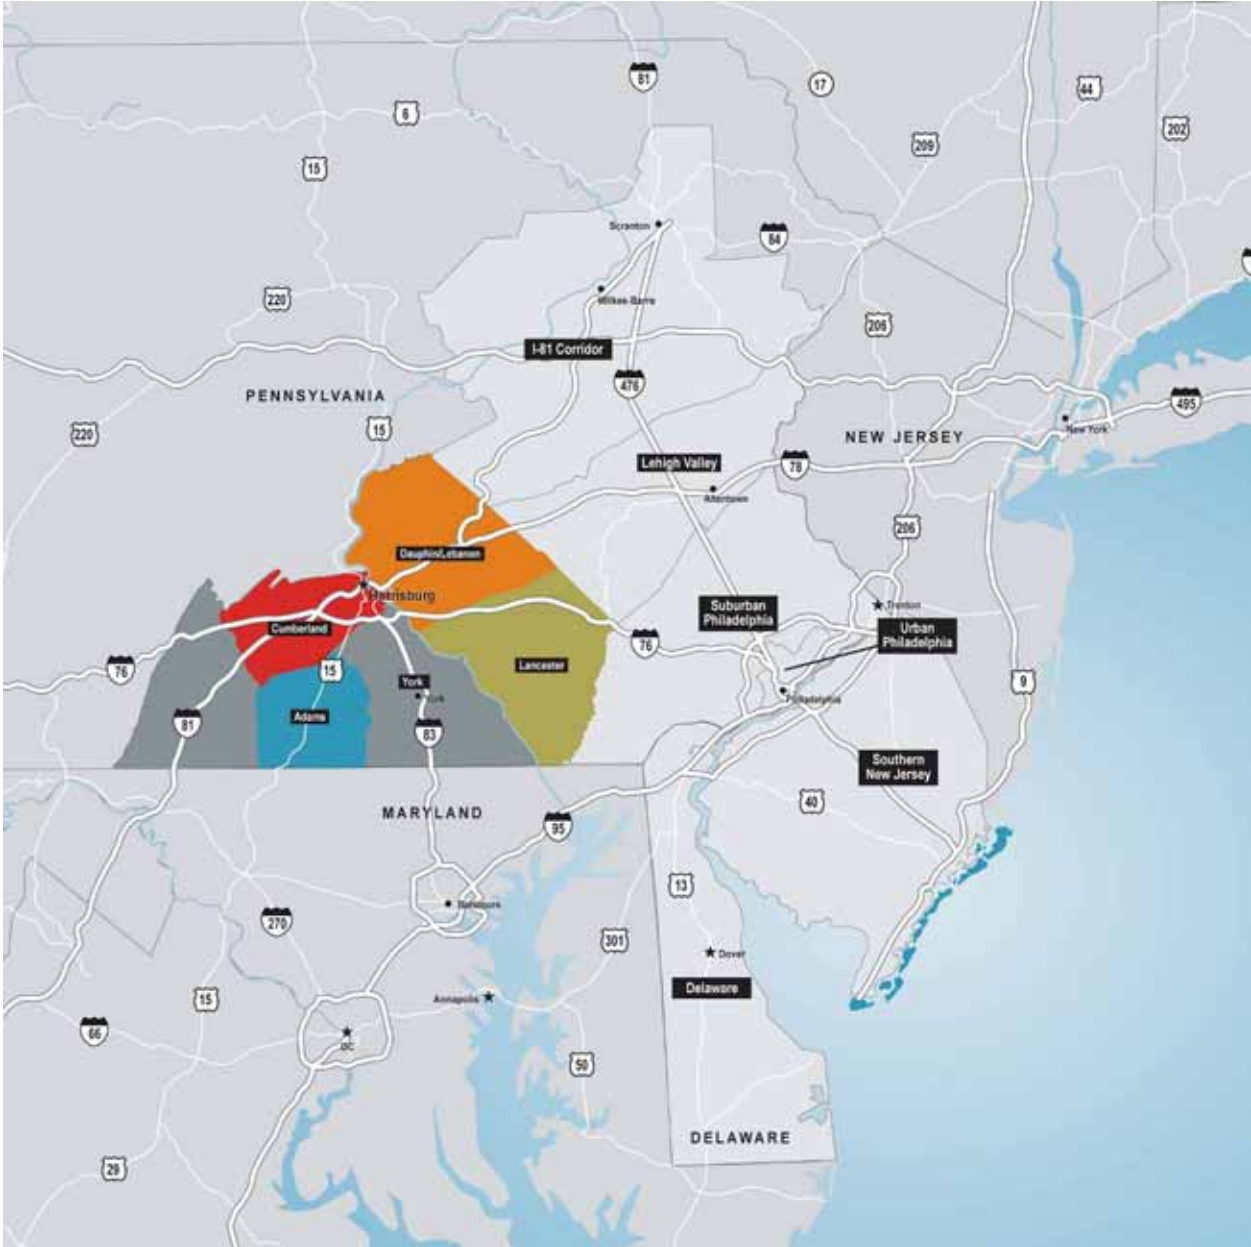 81
17
44
6
202
209
15
Scranton
84
220
Wilkes-Barre
206
I-81 Corridor
476
PENNSYLVANIA
495
15
New York
220
NEW JERSEY
Lehigh Valley
78
Allentown
206
Dauphin/Lebanon
Harrisburg
Trenton
Suburban
Philadelphia
Cumberland
Urban
Philadelphia
76
76
15
Lancaster
York
York
9
Philadelphia
Adams
81
83
Southern
New Jersey
MARYLAND
40
95
13
Baltimore
270
301
Dover
Delaware
15
Annapolis
66
DC
50
DELAWARE
29